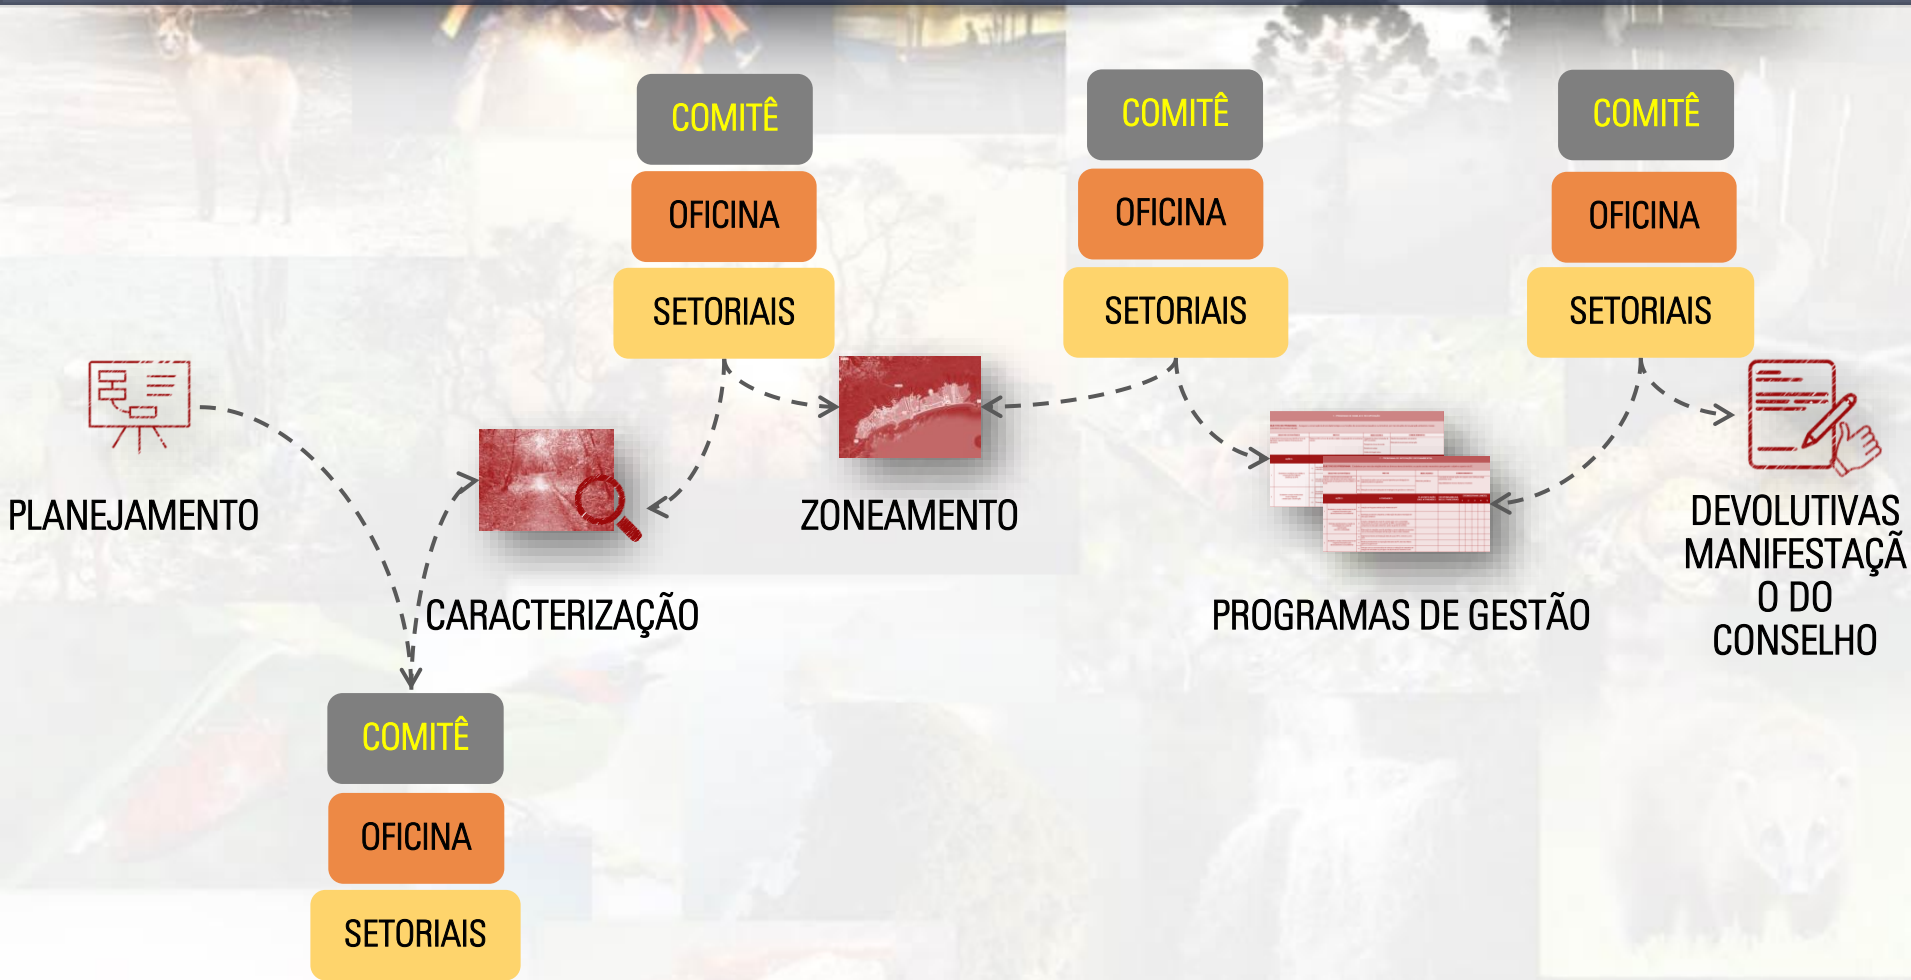 COMITÊ
OFICINA
SETORIAIS
COMITÊ
OFICINA
SETORIAIS
COMITÊ
OFICINA
SETORIAIS
PLANEJAMENTO
CARACTERIZAÇÃO
ZONEAMENTO
PROGRAMAS DE GESTÃO
DEVOLUTIVAS
MANIFESTAÇÃ
O DO
CONSELHO
COMITÊ
OFICINA
SETORIAIS